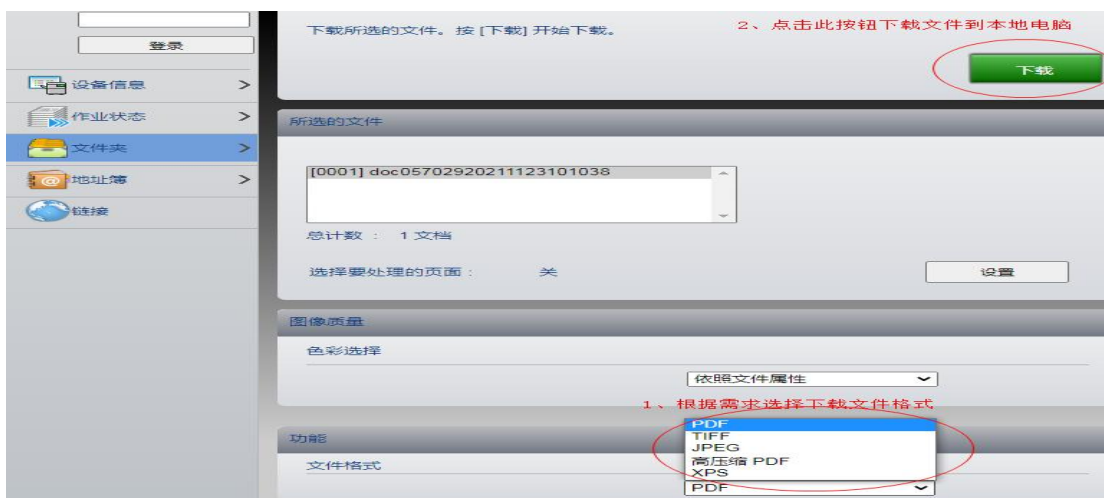 下载所选的文件。按 [下载] 开始下载。
2、点击此按钮下载文件到本地电脑
登录
下载
设备信息
作业状态
所选的文件
文件夹
[0001] doc05702920211123101038
地址簿
链接
总计数 : 1 文档
选择要处理的页面 : 关
设置
图像质量
色彩选择
依照文件属性
1、根据需求选择下载文件格式
功能
PDF
TIFF
JPEG
高压缩 PDF
XPS
文件格式
PDF